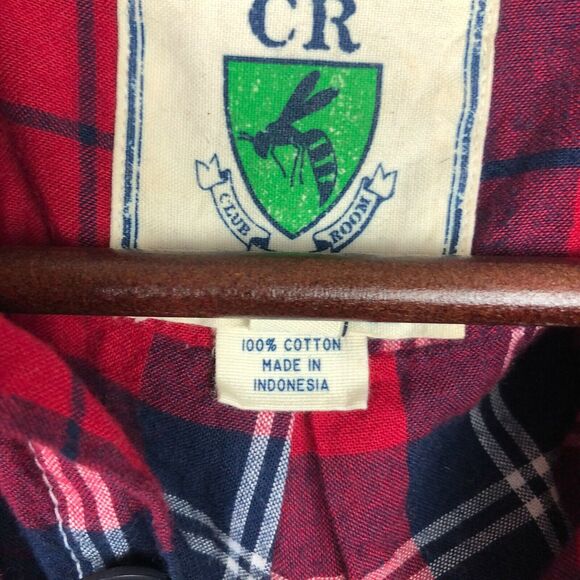 CR
CLUB ROOM
100% COTTON
MADE IN
INDONESIA